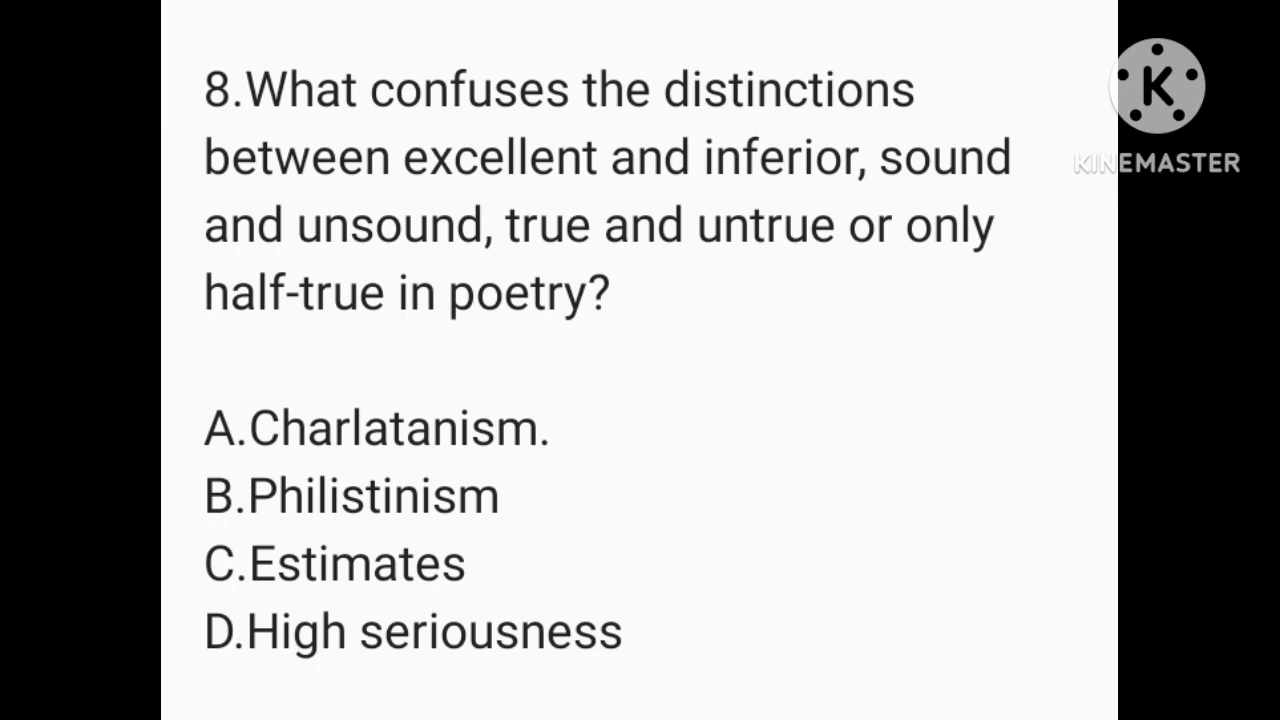 8.What confuses the distinctions
between excellent and inferior, sound
and unsound, true and untrue or only
half-true in poetry?
A.Charlatanism.
B.Philistinism
C.Estimates
D.High seriousness
K
KINEMASTER